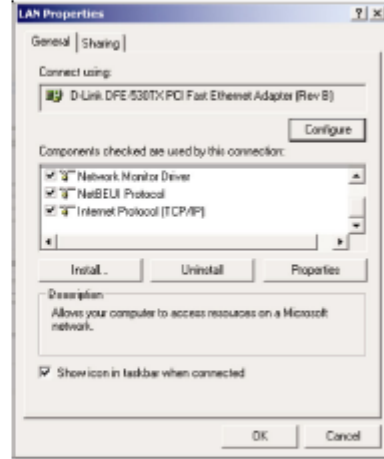 LAN Properties
General
Sharing
Connect using:
D-Link DFE-530TX PCI Fast Ethernet Adapter (Rev B)
Configure
Components checked are used by this connection:
Network Monitor Driver
NetBEUI Protocol
Internet Protocol (TCP/IP)
Install...
Uninstall
Properties
Description
Allows your computer to access resources on a Microsoft
network.
Show icon in taskbar when connected
OK
Cancel